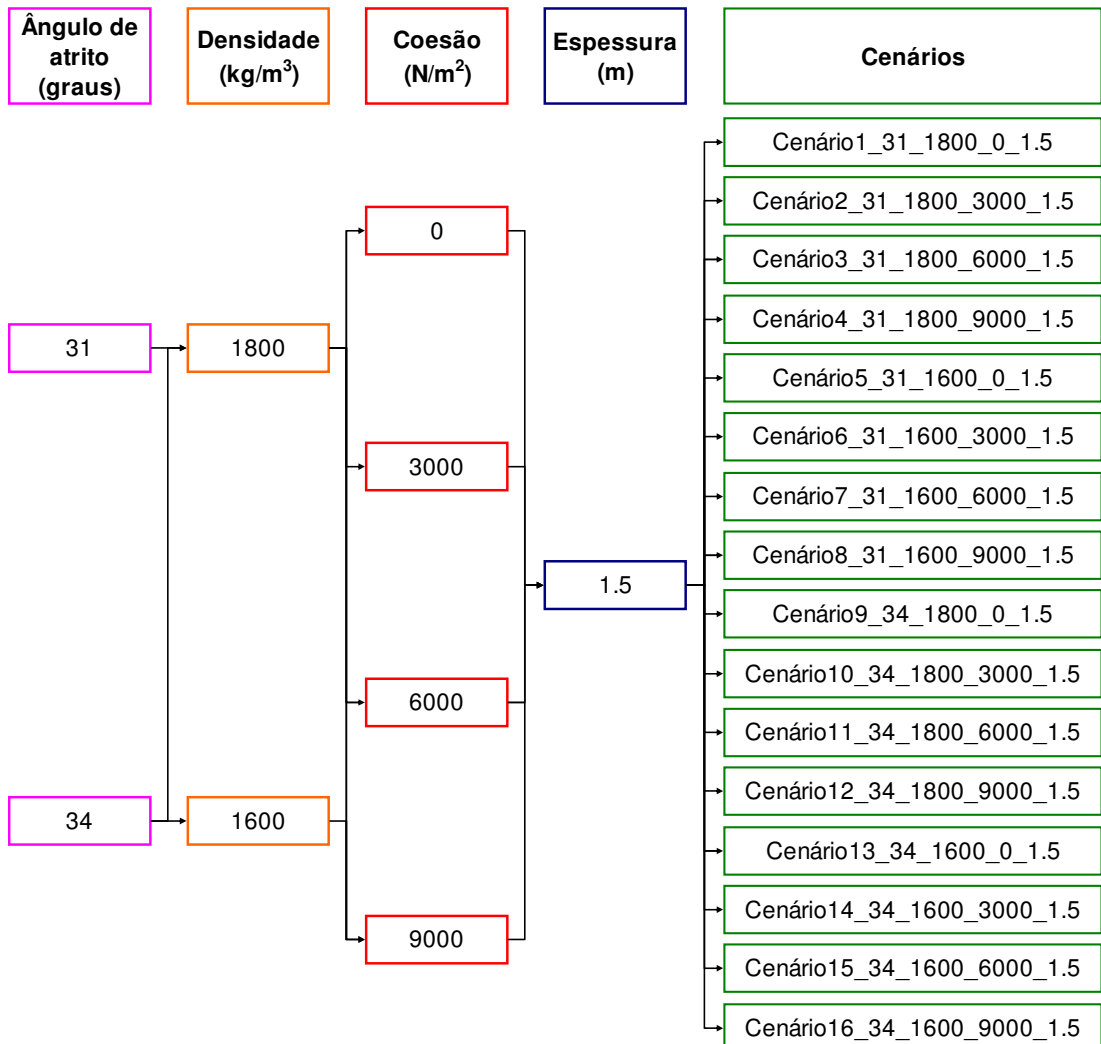 Ângulo de
atrito
(graus)
Densidade
(kg/m³)
Coesão
(N/m²)
Espessura
(m)
Cenários
31
34
1800
1600
0
3000
6000
9000
1.5
Cenário1_31_1800_0_1.5
Cenário2_31_1800_3000_1.5
Cenário3_31_1800_6000_1.5
Cenário4_31_1800_9000_1.5
Cenário5_31_1600_0_1.5
Cenário6_31_1600_3000_1.5
Cenário7_31_1600_6000_1.5
Cenário8_31_1600_9000_1.5
Cenário9_34_1800_0_1.5
Cenário10_34_1800_3000_1.5
Cenário11_34_1800_6000_1.5
Cenário12_34_1800_9000_1.5
Cenário13_34_1600_0_1.5
Cenário14_34_1600_3000_1.5
Cenário15_34_1600_6000_1.5
Cenário16_34_1600_9000_1.5